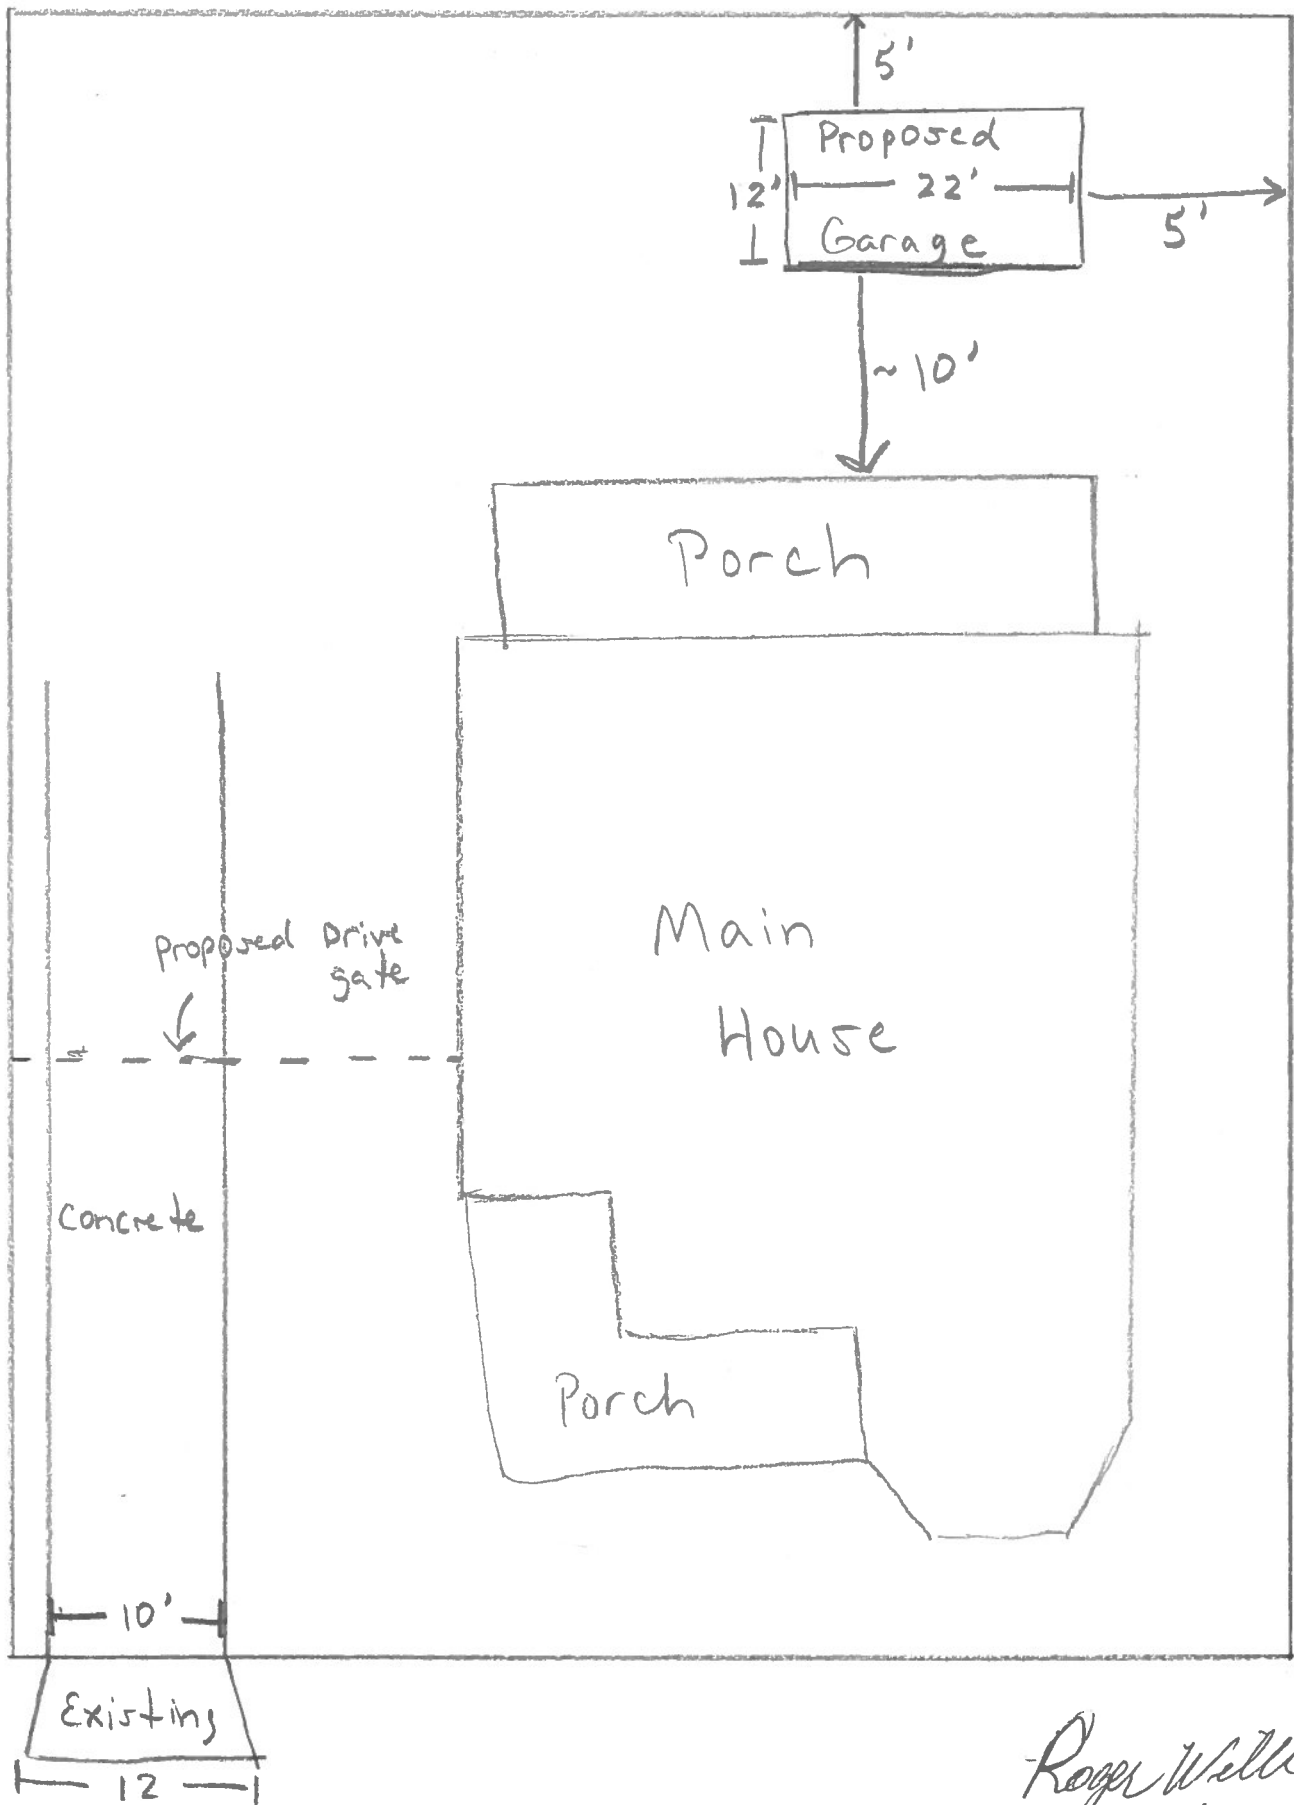 5'
Proposed
12'
22'
5'
Garage
~10'
Porch
Main
House
Proposed Drive
gate
Concrete
Porch
10'
Existing
12
Roger